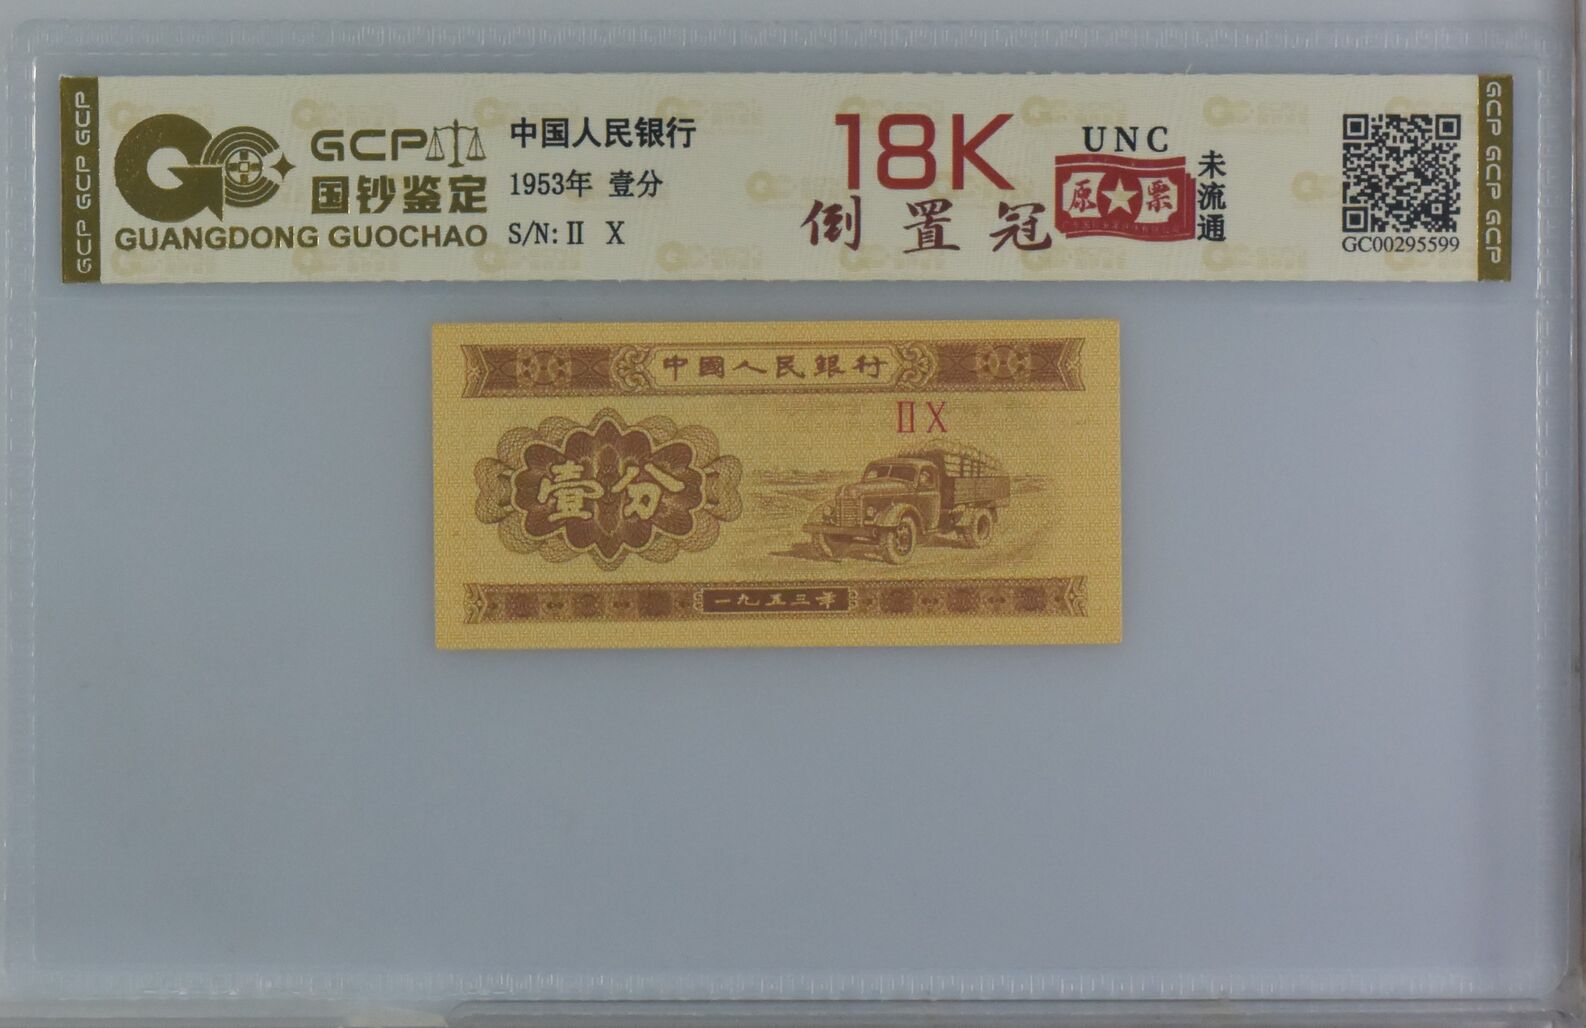 GCP GCP GCP
GCP
国钞鉴定
GUANGDONG GUOCHAO
中国人民银行
1953年 壹分
S/N: Ⅱ Ⅹ
18K
倒置冠
UNC
原★票
未流通
GC00295599
GCP GCP GCP
中國人民銀行
ⅡⅩ
壹分
一九五三年